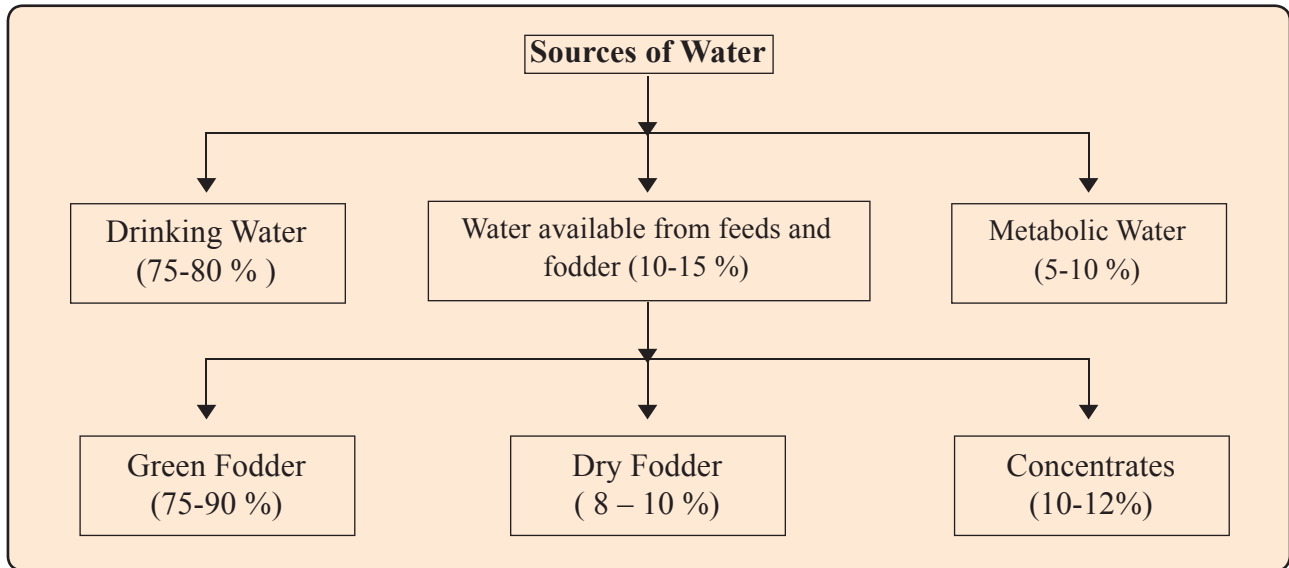 Sources of Water
Drinking Water
(75-80 % )
Water available from feeds and
fodder (10-15 %)
Metabolic Water
(5-10 %)
Green Fodder
(75-90 %)
Dry Fodder
( 8 – 10 %)
Concentrates
(10-12%)